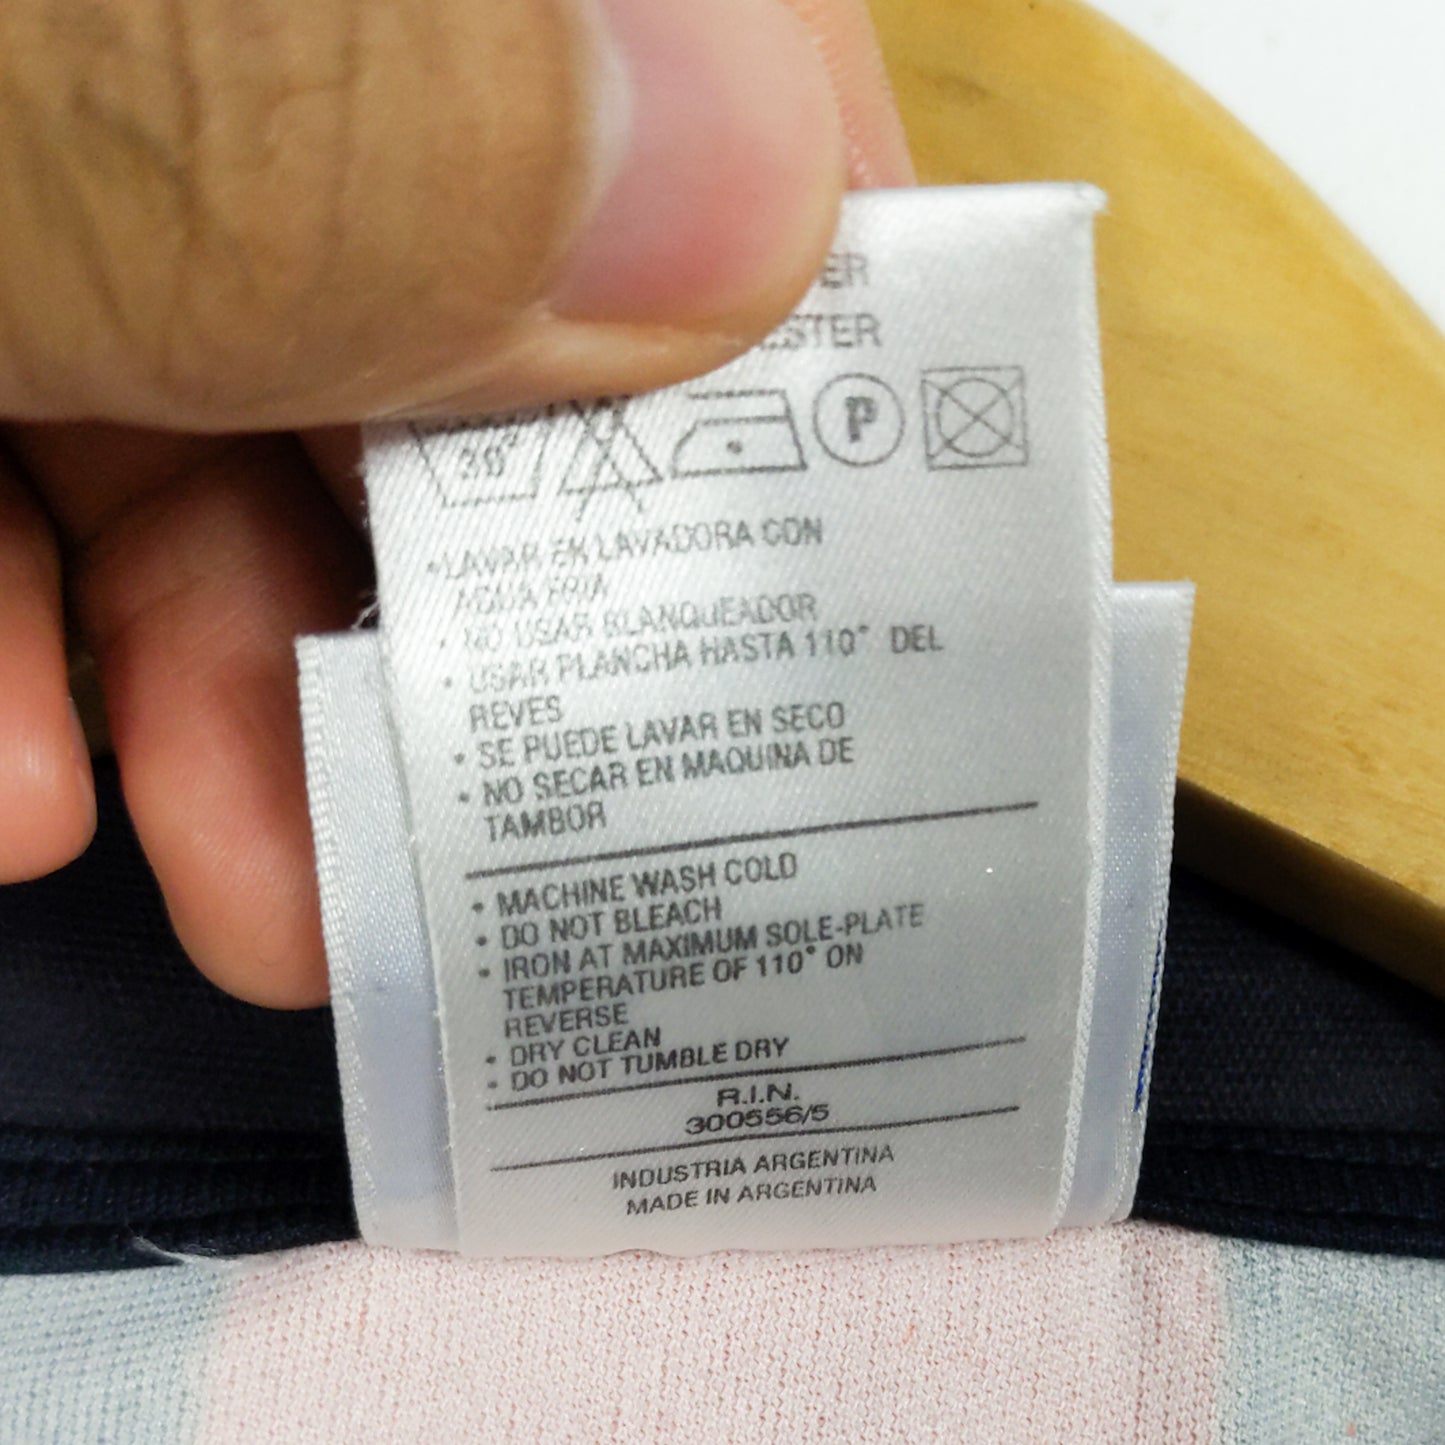 30°
P
• LAVAR EN LAVADORA CON
AGUA FRIA
• NO USAR BLANQUEADOR
• USAR PLANCHA HASTA 110° DEL
REVES
• SE PUEDE LAVAR EN SECO
• NO SECAR EN MAQUINA DE
TAMBOR
• MACHINE WASH COLD
• DO NOT BLEACH
• IRON AT MAXIMUM SOLE-PLATE
TEMPERATURE OF 110° ON
REVERSE
• DRY CLEAN
• DO NOT TUMBLE DRY
R.I.N.
300556/5
INDUSTRIA ARGENTINA
MADE IN ARGENTINA